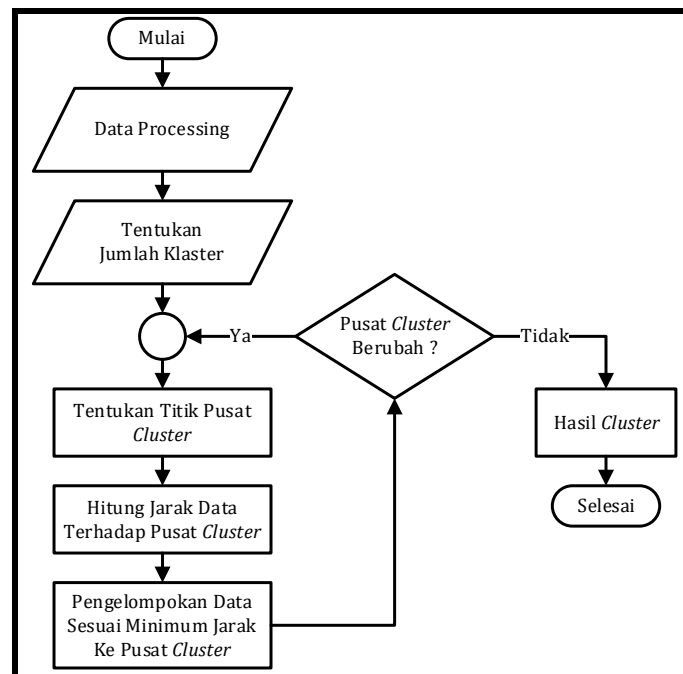 Mulai
Data Processing
Tentukan
Jumlah Klaster
Pusat Cluster
Berubah ?
Ya
Tidak
Tentukan Titik Pusat
Cluster
Hasil Cluster
Hitung Jarak Data
Terhadap Pusat Cluster
Selesai
Pengelompokan Data
Sesuai Minimum Jarak
Ke Pusat Cluster